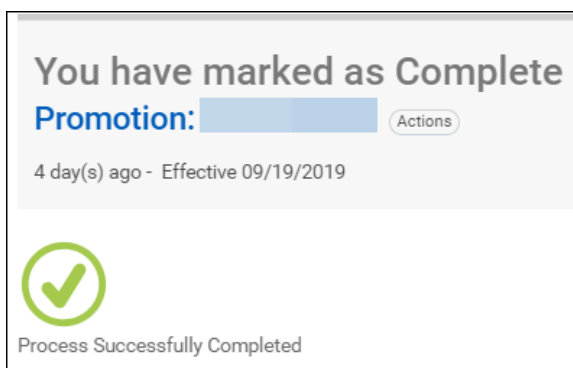 You have marked as Complete
Promotion: Actions
4 day(s) ago - Effective 09/19/2019
Process Successfully Completed